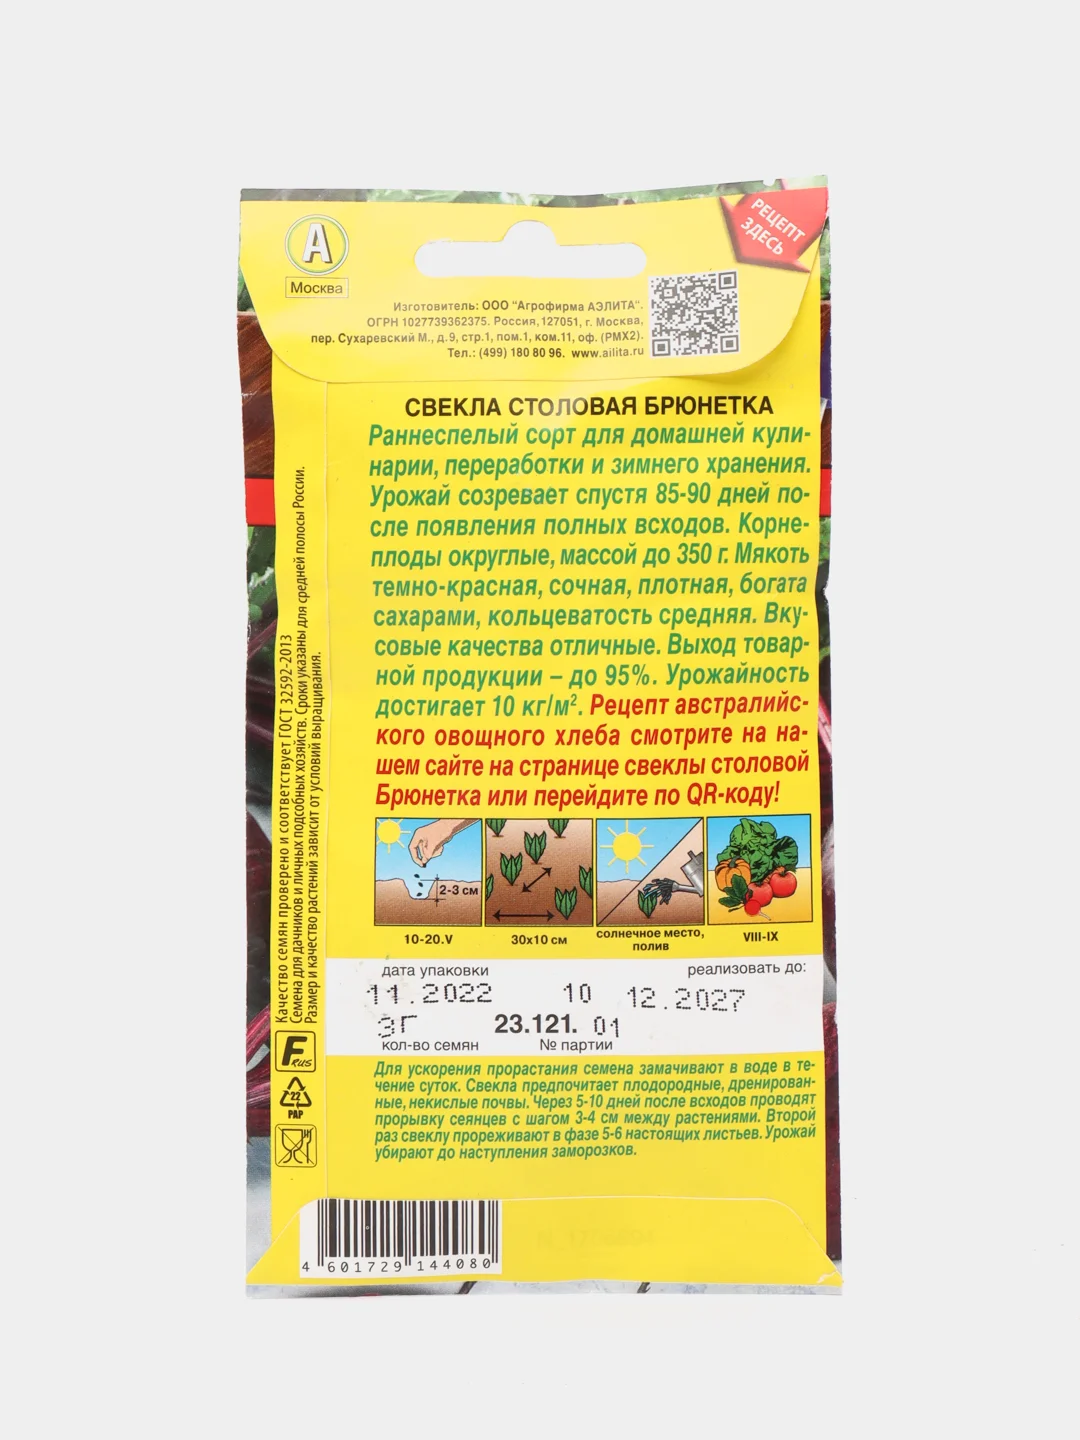 РЕЦЕПТ
ЗДЕСЬ
А
Москва
Изготовитель: ООО "Агрофирма АЭЛИТА".
ОГРН 1027739362375. Россия,127051, г. Москва,
пер. Сухаревский М., д.9, стр.1, пом.1, ком.11, оф. (РМХ2).
Тел.: (499) 180 80 96. www.ailita.ru
СВЕКЛА СТОЛОВАЯ БРЮНЕТКА
Раннеспелый сорт для домашней кули-
нарии, переработки и зимнего хранения.
Урожай созревает спустя 85-90 дней по-
сле появления полных всходов. Корне-
плоды округлые, массой до 350 г. Мякоть
темно-красная, сочная, плотная, богата
сахарами, кольцеватость средняя. Вку-
совые качества отличные. Выход товар-
ной продукции – до 95%. Урожайность
достигает 10 кг/м². Рецепт австралийс-
кого овощного хлеба смотрите на на-
шем сайте на странице свеклы столовой
Брюнетка или перейдите по QR-коду!
2-3 см
10-20.V
30х10 см
солнечное место,
полив
VIII-IX
дата упаковки
реализовать до:
11.2022 10 12.2027
3Г 23.121. 01
кол-во семян № партии
Для ускорения прорастания семена замачивают в воде в те-
чение суток. Свекла предпочитает плодородные, дренирован-
ные, некислые почвы. Через 5-10 дней после всходов проводят
прорывку сеянцев с шагом 3-4 см между растениями. Второй
раз свеклу прореживают в фазе 5-6 настоящих листьев. Урожай
убирают до наступления заморозков.
Качество семян проверено и соответствует ГОСТ 32592-2013
Семена для дачников и личных подсобных хозяйств. Сроки указаны для средней полосы России.
Размер и качество растений зависит от условий выращивания.
F RUS
22
PAP
4 601729 144080